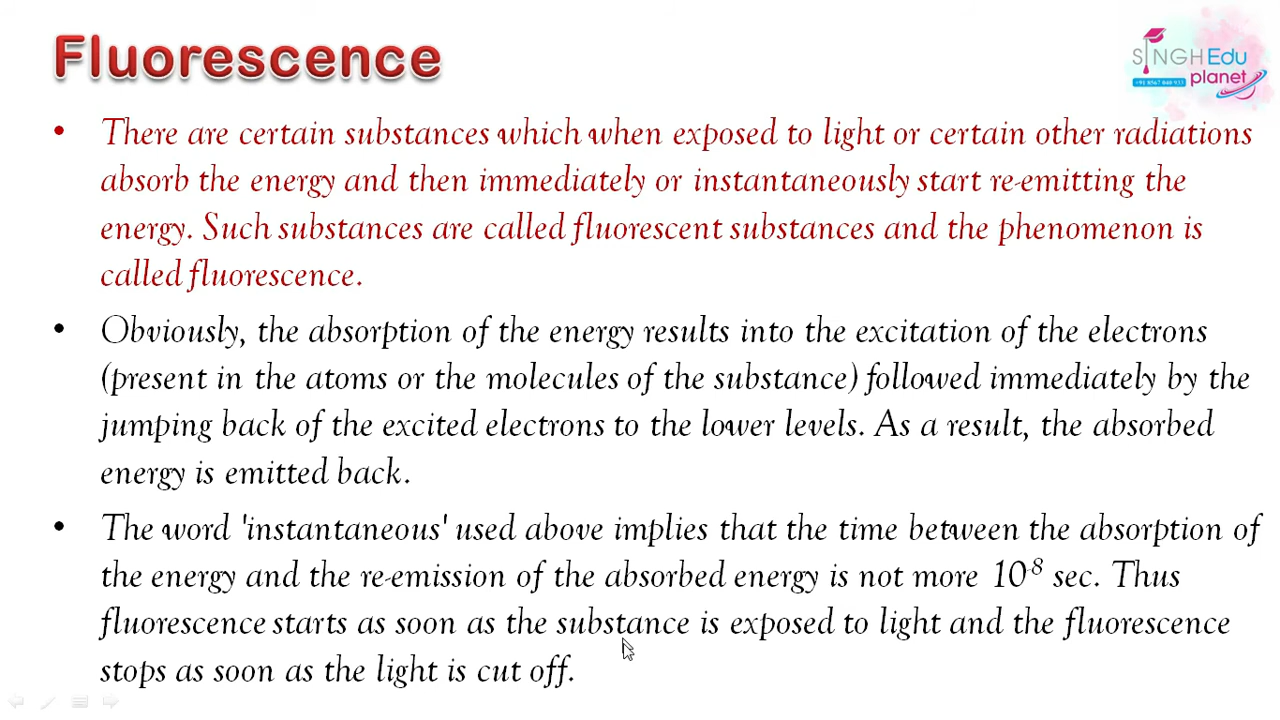 Fluorescence
SINGH Edu
planet
+91 8567 848 933
• There are certain substances which when exposed to light or certain other radiations
absorb the energy and then immediately or instantaneously start re-emitting the
energy. Such substances are called fluorescent substances and the phenomenon is
called fluorescence.
• Obviously, the absorption of the energy results into the excitation of the electrons
(present in the atoms or the molecules of the substance) followed immediately by the
jumping back of the excited electrons to the lower levels. As a result, the absorbed
energy is emitted back.
• The word 'instantaneous' used above implies that the time between the absorption of
the energy and the re-emission of the absorbed energy is not more 10⁻⁸ sec. Thus
fluorescence starts as soon as the substance is exposed to light and the fluorescence
stops as soon as the light is cut off.